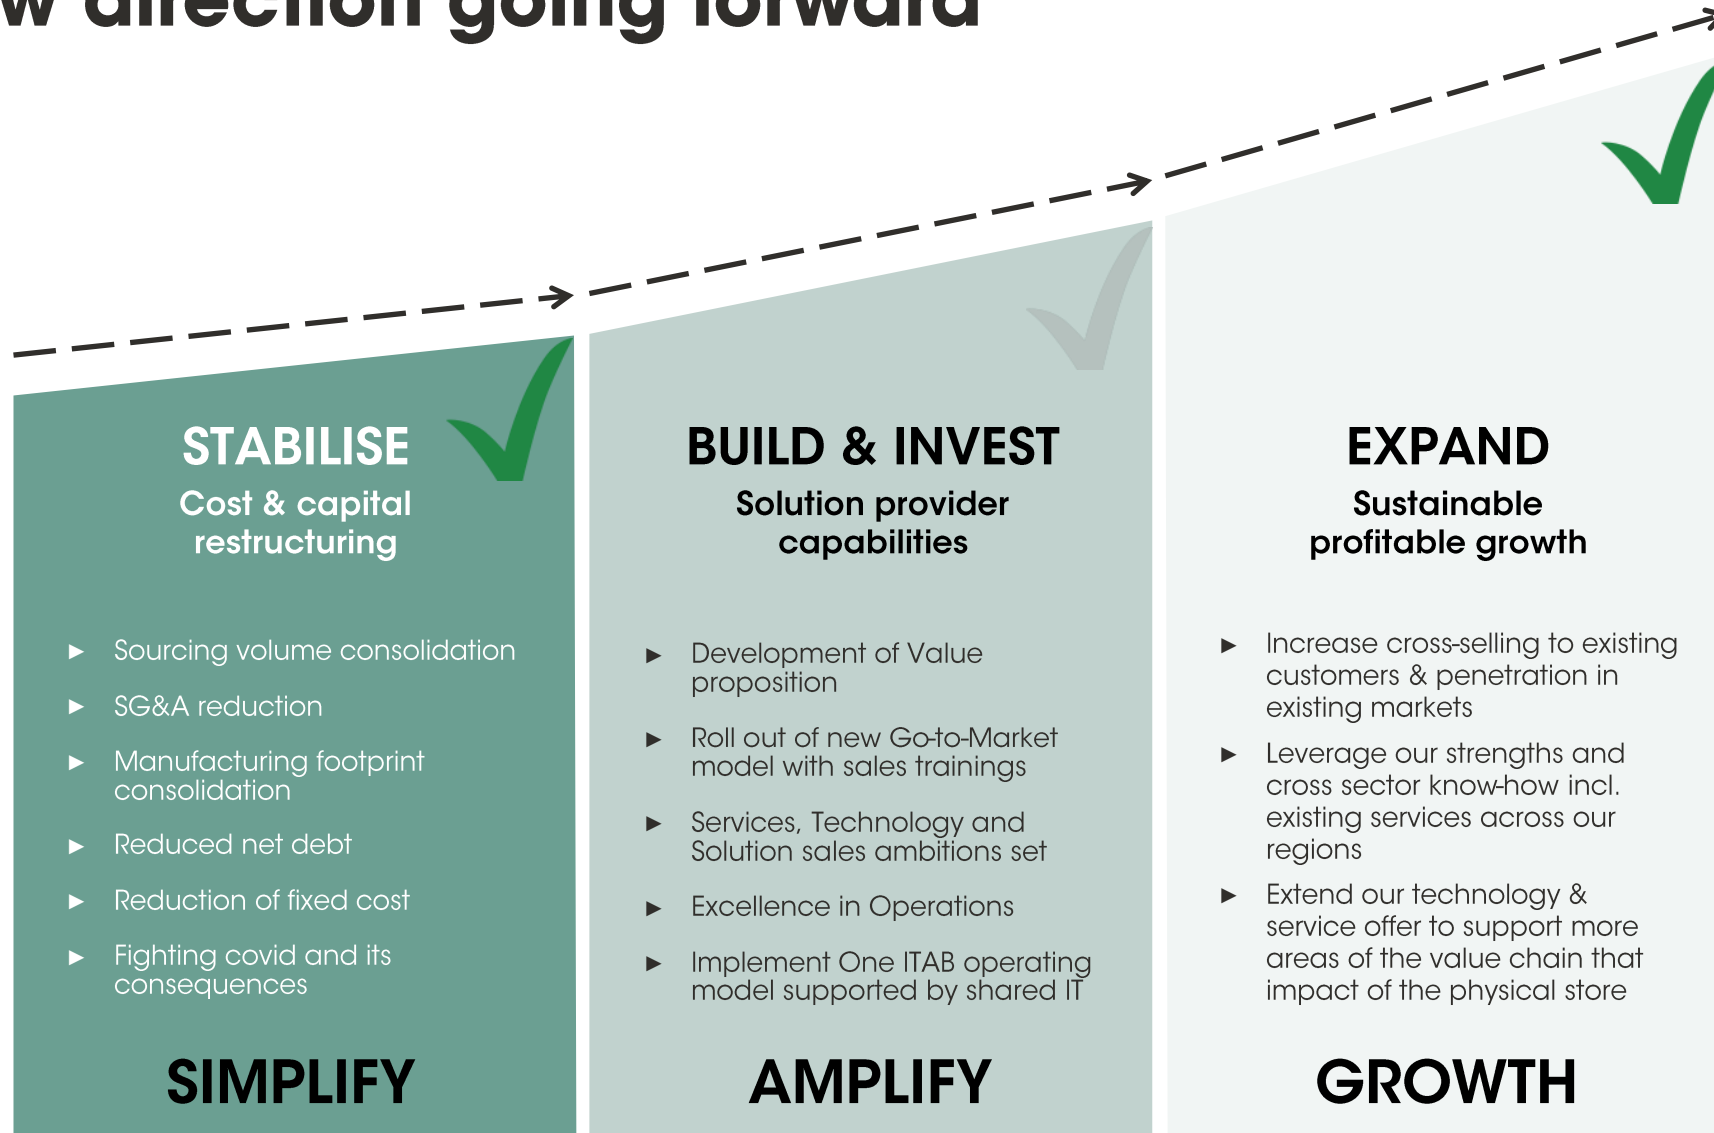 w direction going forward
STABILISE
Cost & capital
restructuring
► Sourcing volume consolidation
► SG&A reduction
► Manufacturing footprint
consolidation
► Reduced net debt
► Reduction of fixed cost
► Fighting covid and its
consequences
SIMPLIFY
BUILD & INVEST
Solution provider
capabilities
► Development of Value
proposition
► Roll out of new Go-to-Market
model with sales trainings
► Services, Technology and
Solution sales ambitions set
► Excellence in Operations
► Implement One ITAB operating
model supported by shared IT
AMPLIFY
EXPAND
Sustainable
profitable growth
► Increase cross-selling to existing
customers & penetration in
existing markets
► Leverage our strengths and
cross sector know-how incl.
existing services across our
regions
► Extend our technology &
service offer to support more
areas of the value chain that
impact of the physical store
GROWTH